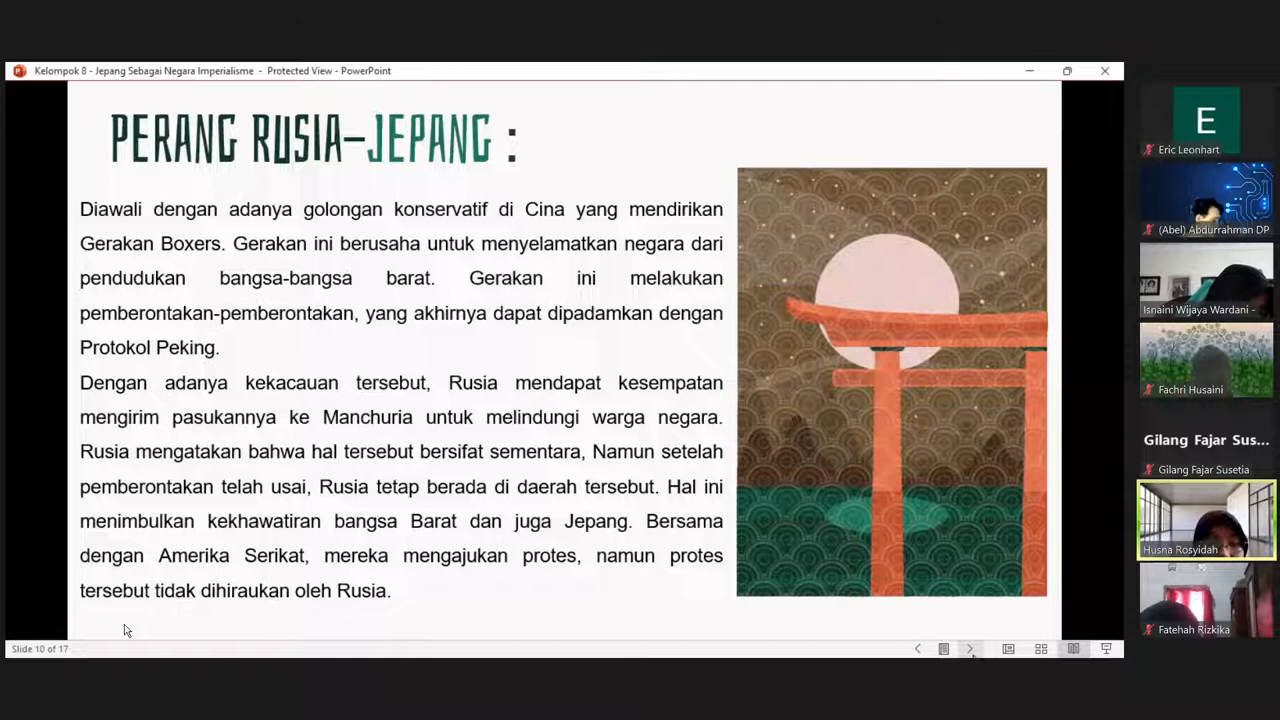 Kelompok 8 - Jepang Sebagai Negara Imperialisme - Protected View - PowerPoint
PERANG RUSIA-JEPANG :
Diawali dengan adanya golongan konservatif di Cina yang mendirikan
Gerakan Boxers. Gerakan ini berusaha untuk menyelamatkan negara dari
pendudukan bangsa-bangsa barat. Gerakan ini melakukan
pemberontakan-pemberontakan, yang akhirnya dapat dipadamkan dengan
Protokol Peking.
Dengan adanya kekacauan tersebut, Rusia mendapat kesempatan
mengirim pasukannya ke Manchuria untuk melindungi warga negara.
Rusia mengatakan bahwa hal tersebut bersifat sementara, Namun setelah
pemberontakan telah usai, Rusia tetap berada di daerah tersebut. Hal ini
menimbulkan kekhawatiran bangsa Barat dan juga Jepang. Bersama
dengan Amerika Serikat, mereka mengajukan protes, namun protes
tersebut tidak dihiraukan oleh Rusia.
Slide 10 of 17
E
Eric Leonhart
(Abel) Abdurrahman DP
Isnaini Wijaya Wardani -
Fachri Husaini
Gilang Fajar Sus...
Gilang Fajar Susetia
Husna Rosyidah
Fatehah Rizkika